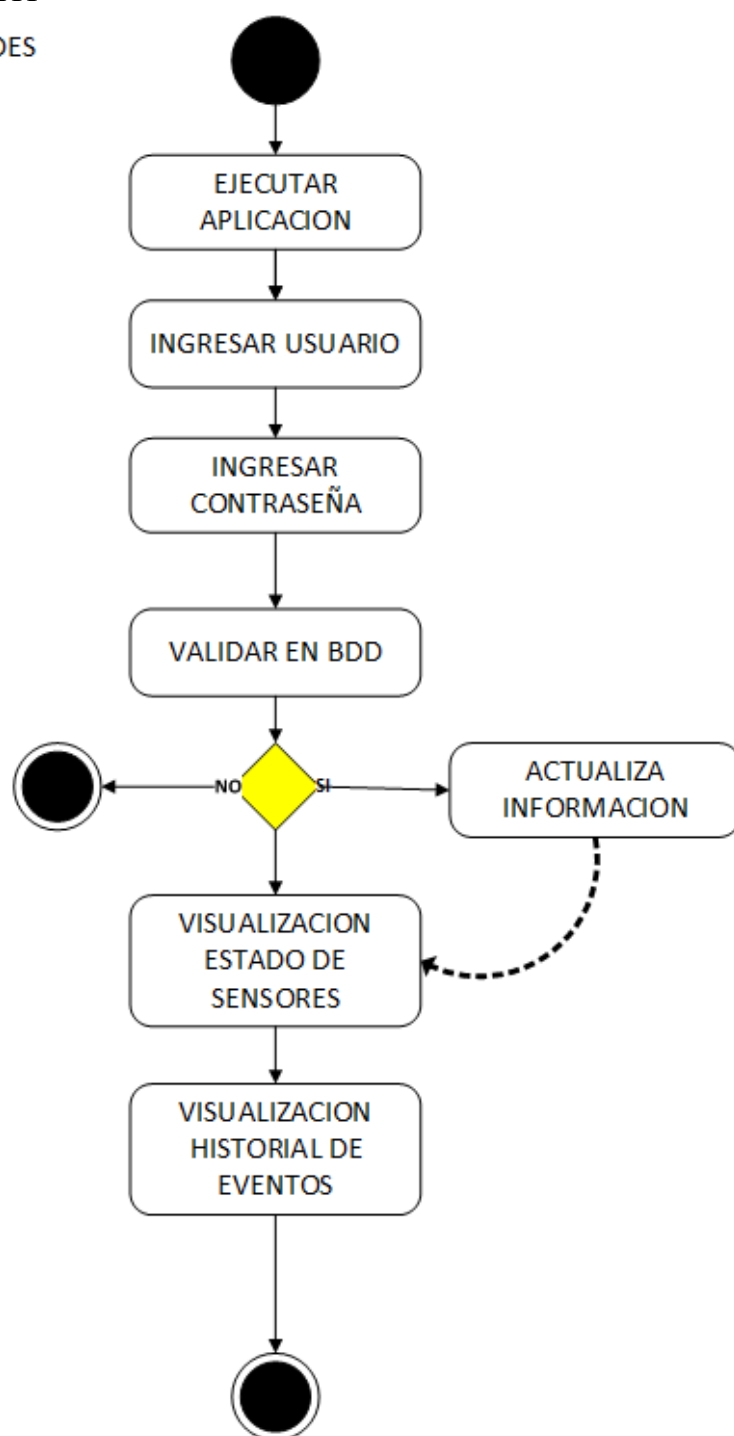 DES
EJECUTAR
APLICACION
INGRESAR USUARIO
INGRESAR
CONTRASEÑA
VALIDAR EN BDD
NO
SI
ACTUALIZA
INFORMACION
VISUALIZACION
ESTADO DE
SENSORES
VISUALIZACION
HISTORIAL DE
EVENTOS